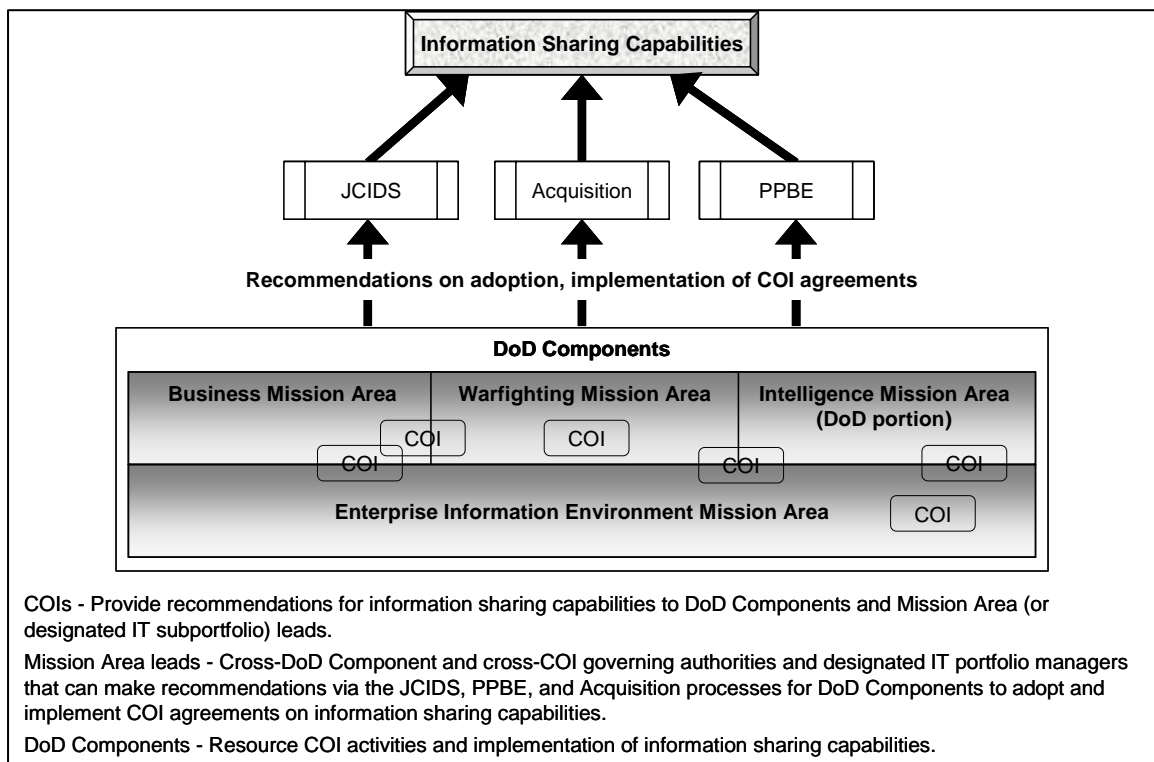 Information Sharing Capabilities
JCIDS
Acquisition
PPBE
Recommendations on adoption, implementation of COI agreements
DoD Components
Business Mission Area
Warfighting Mission Area
Intelligence Mission Area
(DoD portion)
COI
COI
COI
COI
COI
Enterprise Information Environment Mission Area
COI
COIs - Provide recommendations for information sharing capabilities to DoD Components and Mission Area (or
designated IT subportfolio) leads.
Mission Area leads - Cross-DoD Component and cross-COI governing authorities and designated IT portfolio managers
that can make recommendations via the JCIDS, PPBE, and Acquisition processes for DoD Components to adopt and
implement COI agreements on information sharing capabilities.
DoD Components - Resource COI activities and implementation of information sharing capabilities.